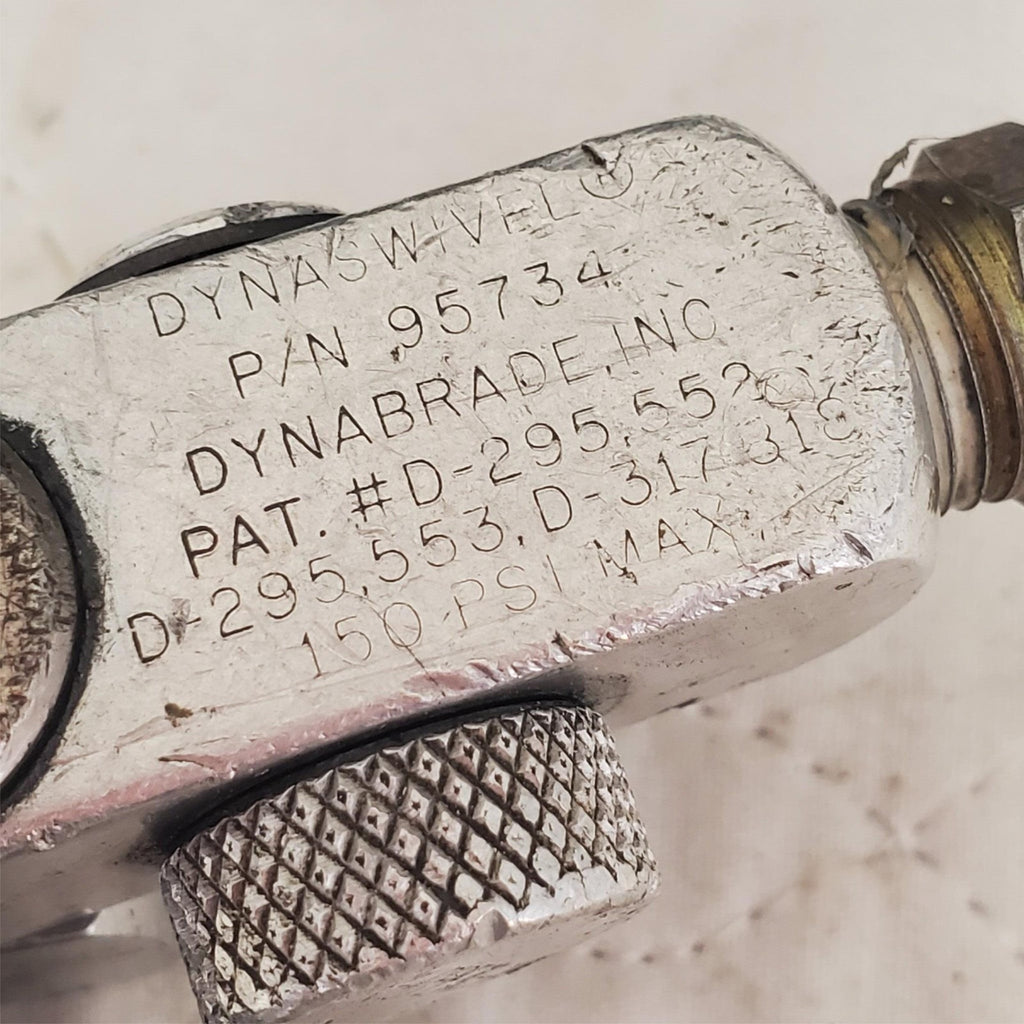 DYNASWIVEL®
P/N 95734
DYNABRADE, INC.
PAT. #D-295,552
D-295,553, D-317,318
150 PSI MAX.